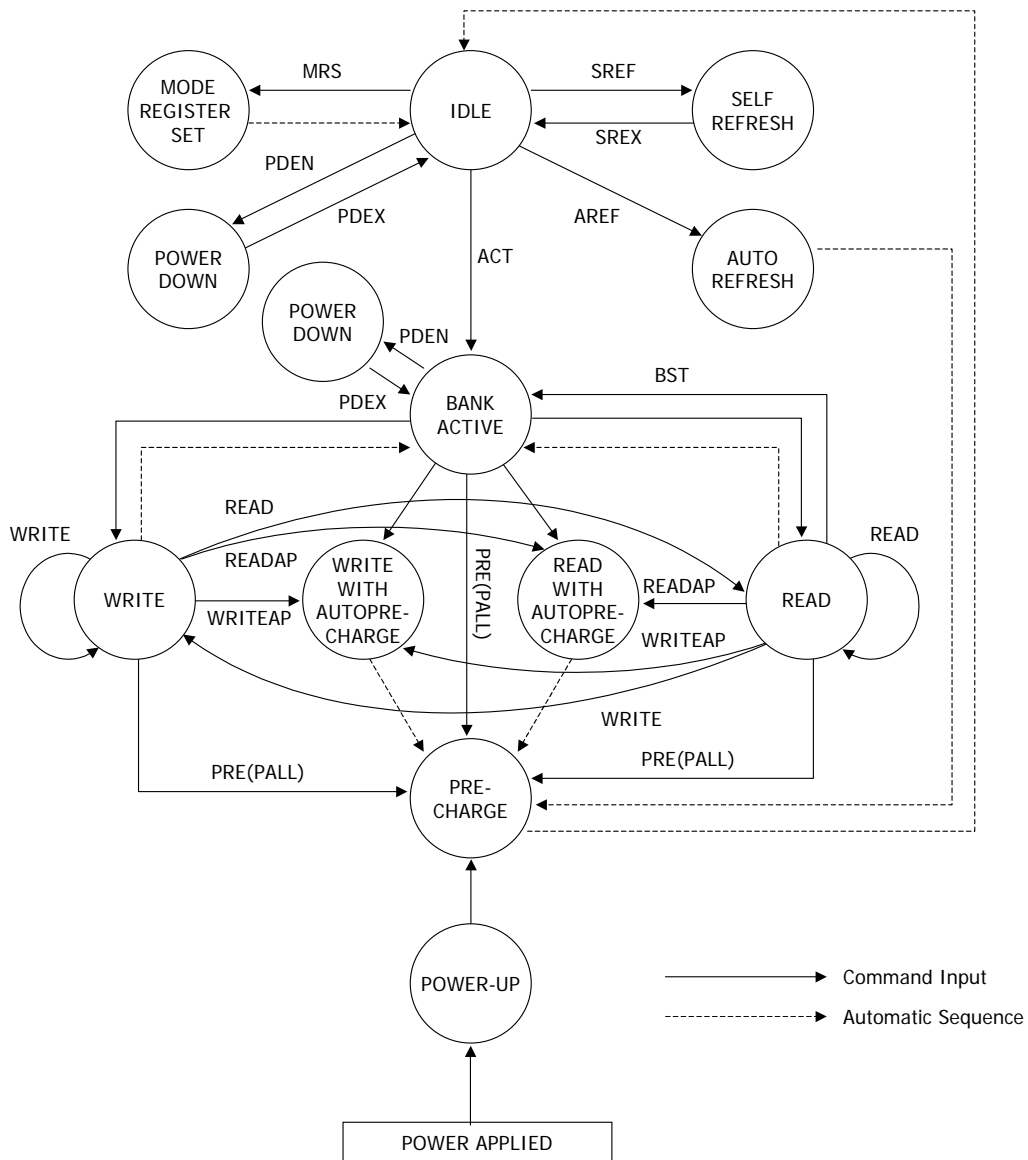 MRS
SREF
MODE
REGISTER
SET
IDLE
SELF
REFRESH
SREX
PDEN
PDEX
AREF
POWER
DOWN
ACT
AUTO
REFRESH
POWER
DOWN
PDEN
BST
PDEX
BANK
ACTIVE
READ
WRITE
READ
READAP
WRITE
WITH
AUTOPRE-
CHARGE
PRE(PALL)
READ
WITH
AUTOPRE-
CHARGE
READAP
WRITE
READ
WRITEAP
WRITEAP
WRITE
PRE(PALL)
PRE(PALL)
PRE-
CHARGE
POWER-UP
Command Input
Automatic Sequence
POWER APPLIED